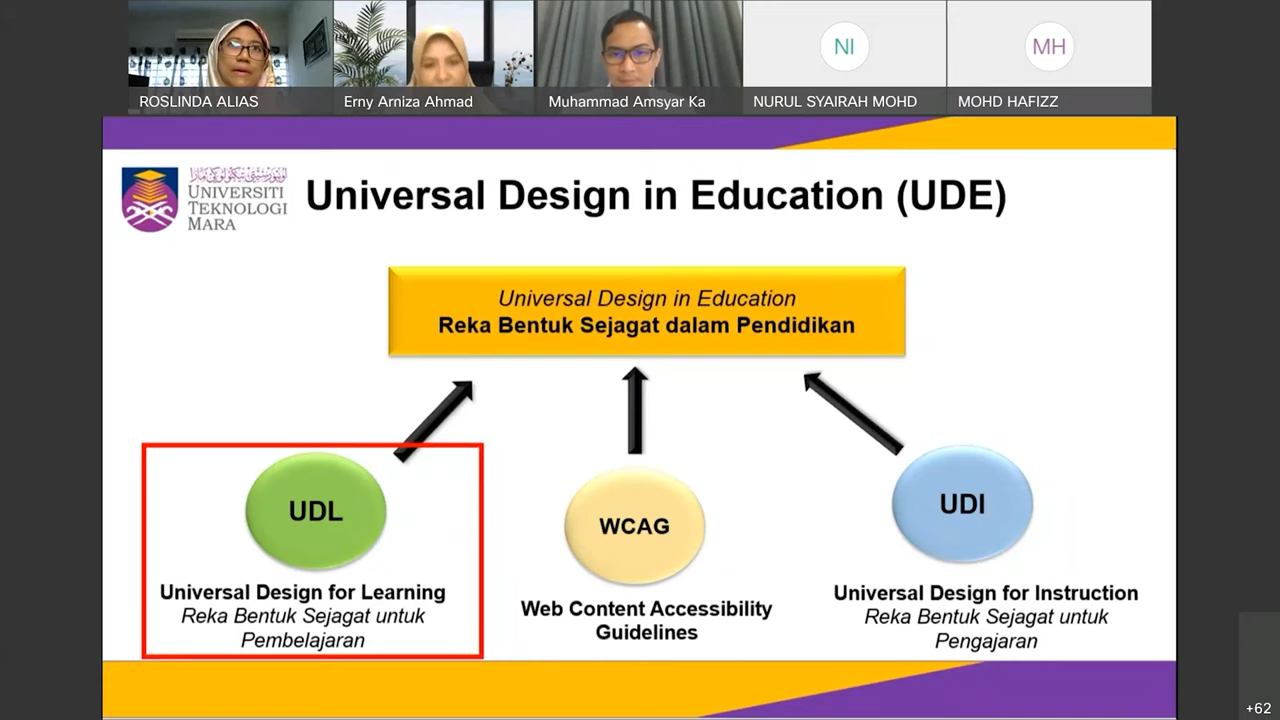 ROSLINDA ALIAS
Erny Arniza Ahmad
Muhammad Amsyar Ka
NI
NURUL SYAIRAH MOHD
MH
MOHD HAFIZZ
UNIVERSITI
TEKNOLOGI
MARA
Universal Design in Education (UDE)
Universal Design in Education
Reka Bentuk Sejagat dalam Pendidikan
UDL
Universal Design for Learning
Reka Bentuk Sejagat untuk
Pembelajaran
WCAG
Web Content Accessibility
Guidelines
UDI
Universal Design for Instruction
Reka Bentuk Sejagat untuk
Pengajaran
+62